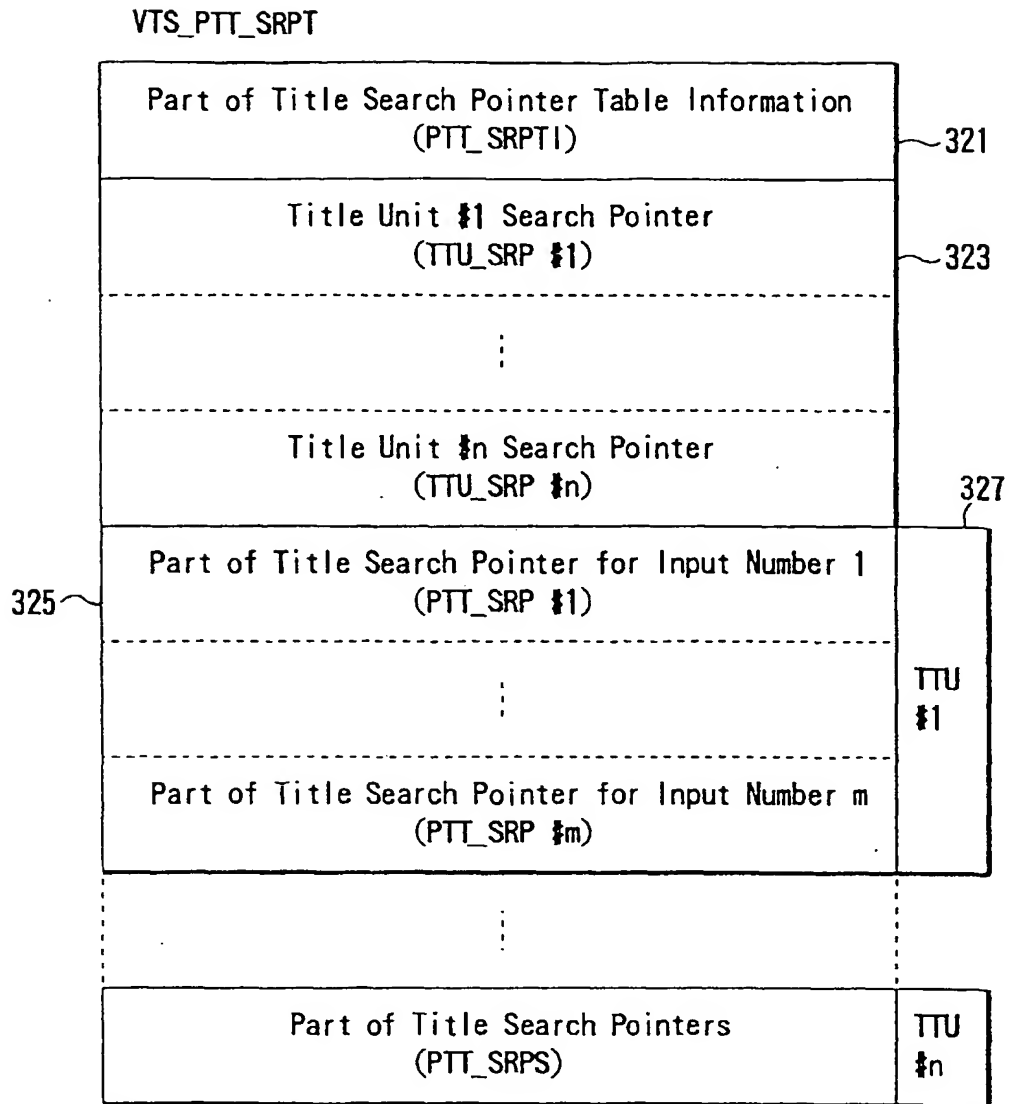 VTS_PTT_SRPT
Part of Title Search Pointer Table Information
(PTT_SRPTI)
321
Title Unit #1 Search Pointer
(TTU_SRP #1)
323
Title Unit #n Search Pointer
(TTU_SRP #n)
327
Part of Title Search Pointer for Input Number 1
(PTT_SRP #1)
325
TTU
#1
Part of Title Search Pointer for Input Number m
(PTT_SRP #m)
Part of Title Search Pointers
(PTT_SRPS)
TTU
#n